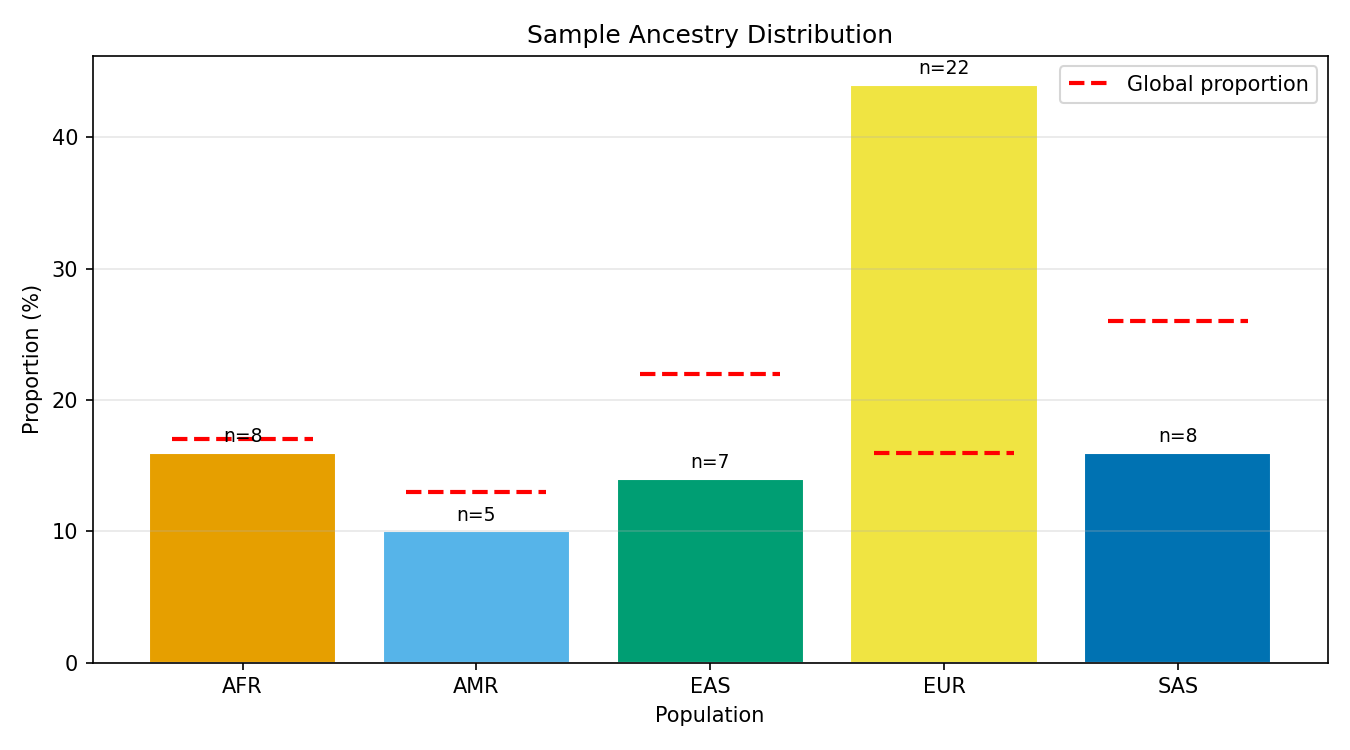 Sample Ancestry Distribution
Global proportion
Proportion (%)
40
30
20
10
0
n=8
n=5
n=7
n=22
n=8
AFR
AMR
EAS
EUR
SAS
Population